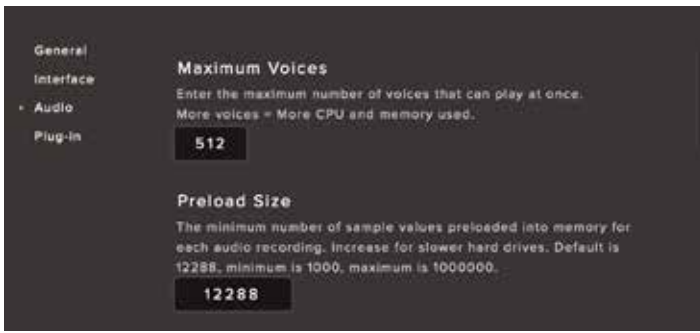 General
Interface
Audio
Plug-in
Maximum Voices
Enter the maximum number of voices that can play at once.
More voices = More CPU and memory used.
512
Preload Size
The minimum number of sample values preloaded into memory for
each audio recording. Increase for slower hard drives. Default is
12288, minimum is 1000, maximum is 1000000.
12288